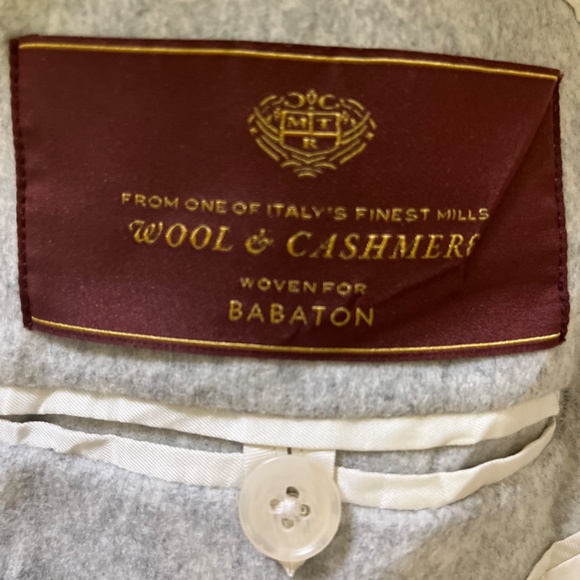 M T
R
FROM ONE OF ITALY'S FINEST MILLS
WOOL & CASHMERE
WOVEN FOR
BABATON